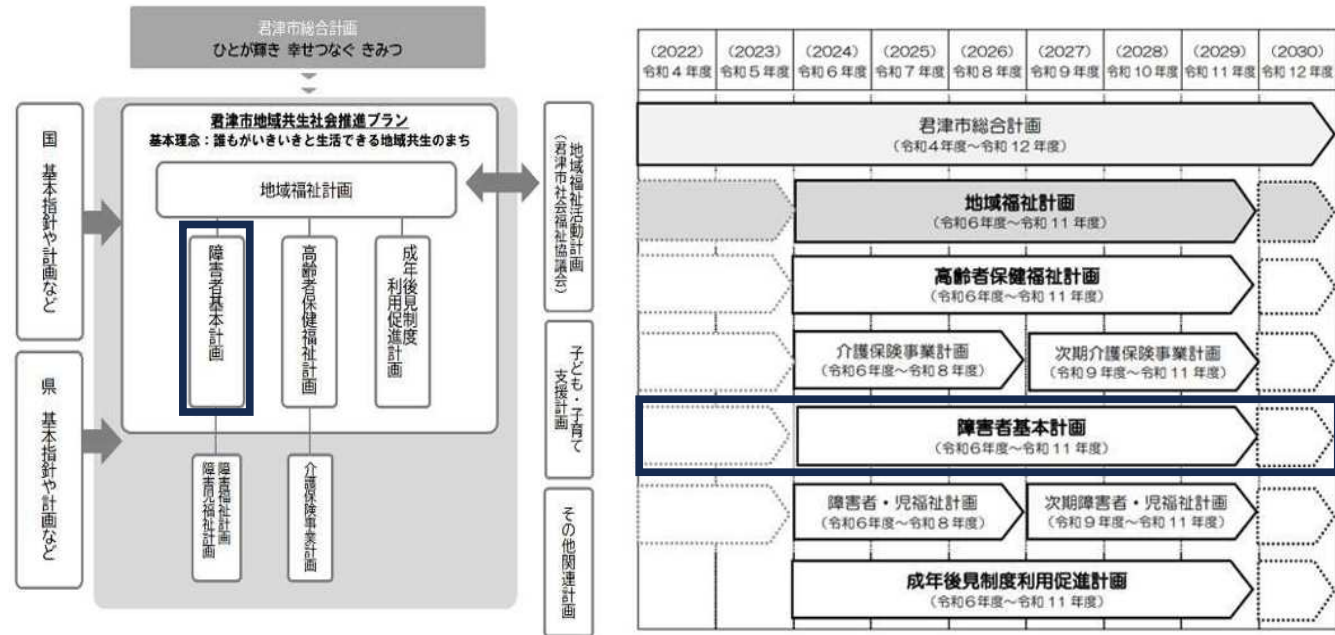 君津市総合計画
ひとが輝き 幸せつなぐ きみつ
国 基本指針や計画など
県 基本指針や計画など
君津市地域共生社会推進プラン
基本理念：誰もがいきいきと生活できる地域共生のまち
地域福祉計画
障害者基本計画
高齢者保健福祉計画
成年後見制度
利用促進計画
障害福祉計画
障害児福祉計画
介護保険事業計画
地域福祉活動計画
（君津市社会福祉協議会）
子ども・子育て
支援計画
その他関連計画
（2022） （2023） （2024） （2025） （2026） （2027） （2028） （2029） （2030）
令和４年度 令和５年度 令和６年度 令和７年度 令和８年度 令和９年度 令和10年度 令和11年度 令和12年度
君津市総合計画
（令和４年度～令和12年度）
地域福祉計画
（令和６年度～令和11年度）
高齢者保健福祉計画
（令和６年度～令和11年度）
介護保険事業計画 次期介護保険事業計画
（令和６年度～令和８年度） （令和９年度～令和11年度）
障害者基本計画
（令和６年度～令和11年度）
障害者・児福祉計画 次期障害者・児福祉計画
（令和６年度～令和８年度） （令和９年度～令和11年度）
成年後見制度利用促進計画
（令和６年度～令和11年度）